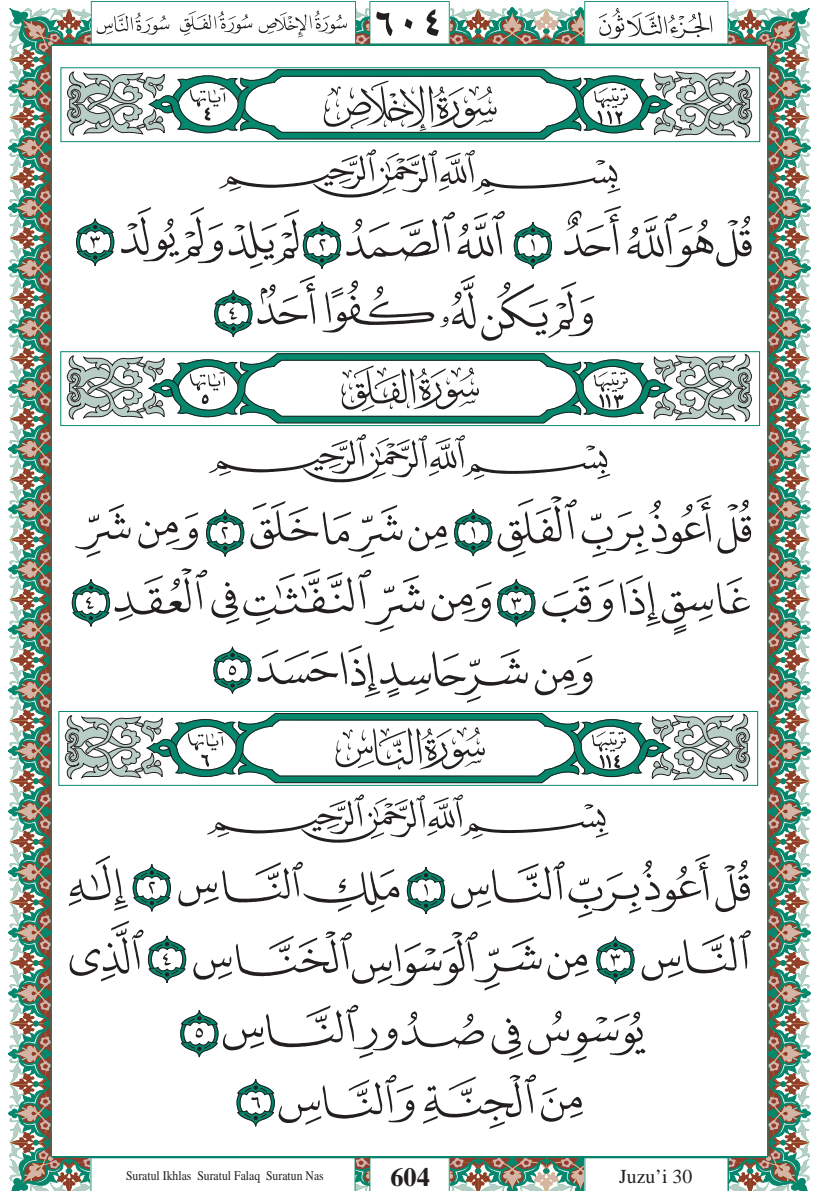 الجُزْءُ الثَّلَاثُونَ
٦٠٤
سُورَةُ الإِخْلَاصِ سُورَةُ الفَلَقِ سُورَةُ النَّاسِ
ترتيبها ١١٢
سُورَةُ الإِخْلَاصِ
آياتها ٤
بِسْمِ ٱللَّهِ ٱلرَّحْمَٰنِ ٱلرَّحِيمِ
قُلْ هُوَ ٱللَّهُ أَحَدٌ ١ ٱللَّهُ ٱلصَّمَدُ ٢ لَمْ يَلِدْ وَلَمْ يُولَدْ ٣
وَلَمْ يَكُن لَّهُۥ كُفُوًا أَحَدٌۢ ٤
ترتيبها ١١٣
سُورَةُ الفَلَقِ
آياتها ٥
بِسْمِ ٱللَّهِ ٱلرَّحْمَٰنِ ٱلرَّحِيمِ
قُلْ أَعُوذُ بِرَبِّ ٱلْفَلَقِ ١ مِن شَرِّ مَا خَلَقَ ٢ وَمِن شَرِّ
غَاسِقٍ إِذَا وَقَبَ ٣ وَمِن شَرِّ ٱلنَّفَّٰثَٰتِ فِى ٱلْعُقَدِ ٤
وَمِن شَرِّ حَاسِدٍ إِذَا حَسَدَ ٥
ترتيبها ١١٤
سُورَةُ النَّاسِ
آياتها ٦
بِسْمِ ٱللَّهِ ٱلرَّحْمَٰنِ ٱلرَّحِيمِ
قُلْ أَعُوذُ بِرَبِّ ٱلنَّاسِ ١ مَلِكِ ٱلنَّاسِ ٢ إِلَٰهِ
ٱلنَّاسِ ٣ مِن شَرِّ ٱلْوَسْوَاسِ ٱلْخَنَّاسِ ٤ ٱلَّذِى
يُوَسْوِسُ فِى صُدُورِ ٱلنَّاسِ ٥
مِنَ ٱلْجِنَّةِ وَٱلنَّاسِ ٦
Suratul Ikhlas Suratul Falaq Suratun Nas
604
Juzu'i 30